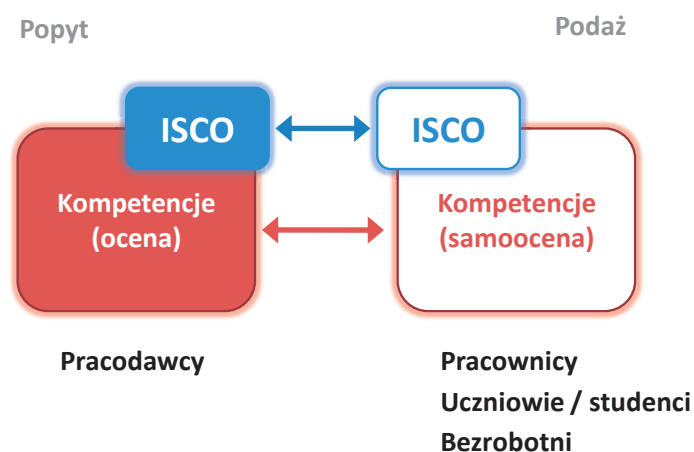 Popyt
Podaż
ISCO
ISCO
Kompetencje
(ocena)
Kompetencje
(samoocena)
Pracodawcy
Pracownicy
Uczniowie / studenci
Bezrobotni